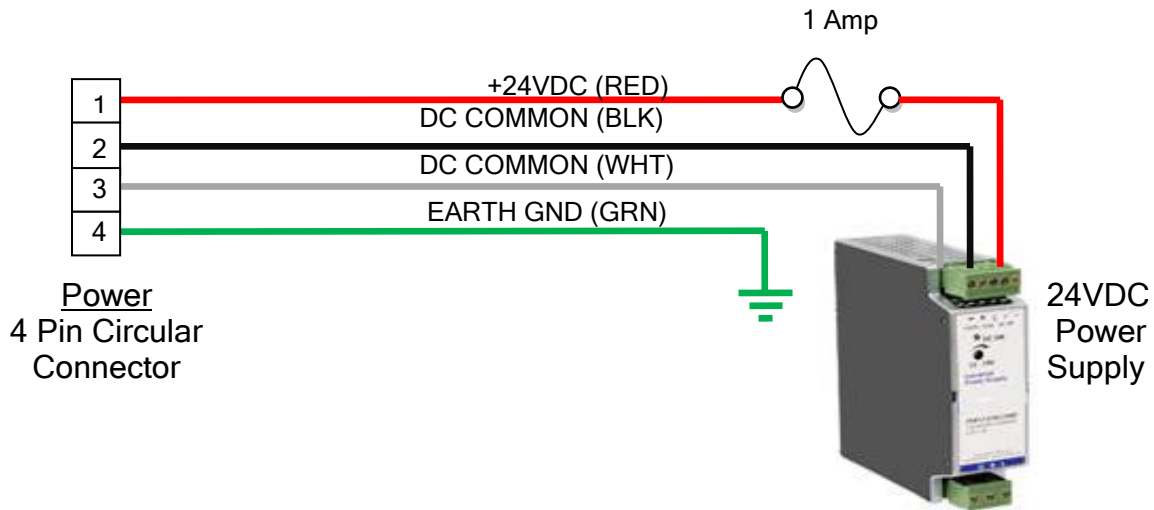 1 Amp
+24VDC (RED)
1
DC COMMON (BLK)
2
DC COMMON (WHT)
3
EARTH GND (GRN)
4
Power
4 Pin Circular
Connector
24VDC
Power
Supply